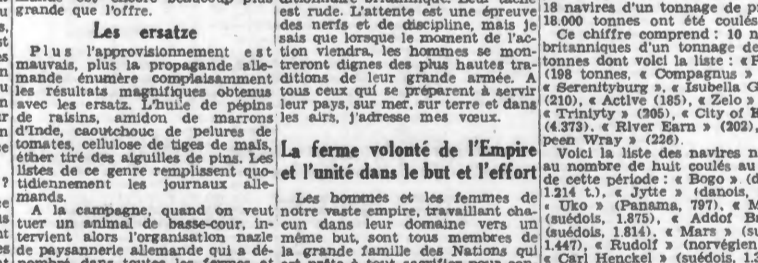 grande que l'offre.
Les ersatze
Plus l'approvisionnement est
mauvais, plus la propagande alle-
mande énumère complaisamment
les résultats magnifiques obtenus
avec les ersatz. L'huile de pépins
de raisins, amidon de marrons
d'Inde, caoutchouc de pelures de
tomates, cellulose de tiges de maïs,
éther tiré des aiguilles de pins. Les
listes de ce genre remplissent quo-
tidiennement les journaux alle-
mands.
A la campagne, quand on veut
tuer un animal de basse-cour, in-
tervient alors l'organisation nazie
de paysannerie allemande qui a dé-
est rude. L'attente est une épreuve
des nerfs et de discipline, mais je
sais que lorsque le moment de l'ac-
tion viendra, les hommes se mon-
treront dignes des plus hautes tra-
ditions de leur grande armée. A
tous ceux qui se préparent à servir
leur pays, sur mer, sur terre et dans
les airs, j'adresse mes vœux.
La ferme volonté de l'Empire
et l'unité dans le but et l'effort
Les hommes et les femmes de
notre vaste empire, travaillant cha-
cun dans leur domaine vers un
même but, sont tous membres de
la grande famille des Nations qui
18 navires d'un tonnage de
18.000 tonnes ont été coulés
Ce chiffre comprend : 10 n
britanniques d'un tonnage de
tonnes dont voici la liste : « F
(198 tonnes, « Compagnus »
« Serenityburg », « Isubella G
(210), « Active (185), « Zelo »
« Triniyty » (205), « City of E
(4.373), « River Earn » (202),
peen Wray » (226).
Voici la liste des navires n
au nombre de huit coulés au
de cette période : « Bogo » (d
1.214 t.), « Jytte » (danois,
« Uko » (Panama, 797), « M
(suédois, 1.875), « Addof Br
(suédois, 1.814), « Mars » (su
1.447), « Rudolf » (norvégien
« Carl Henckel » (suédois, 1.3